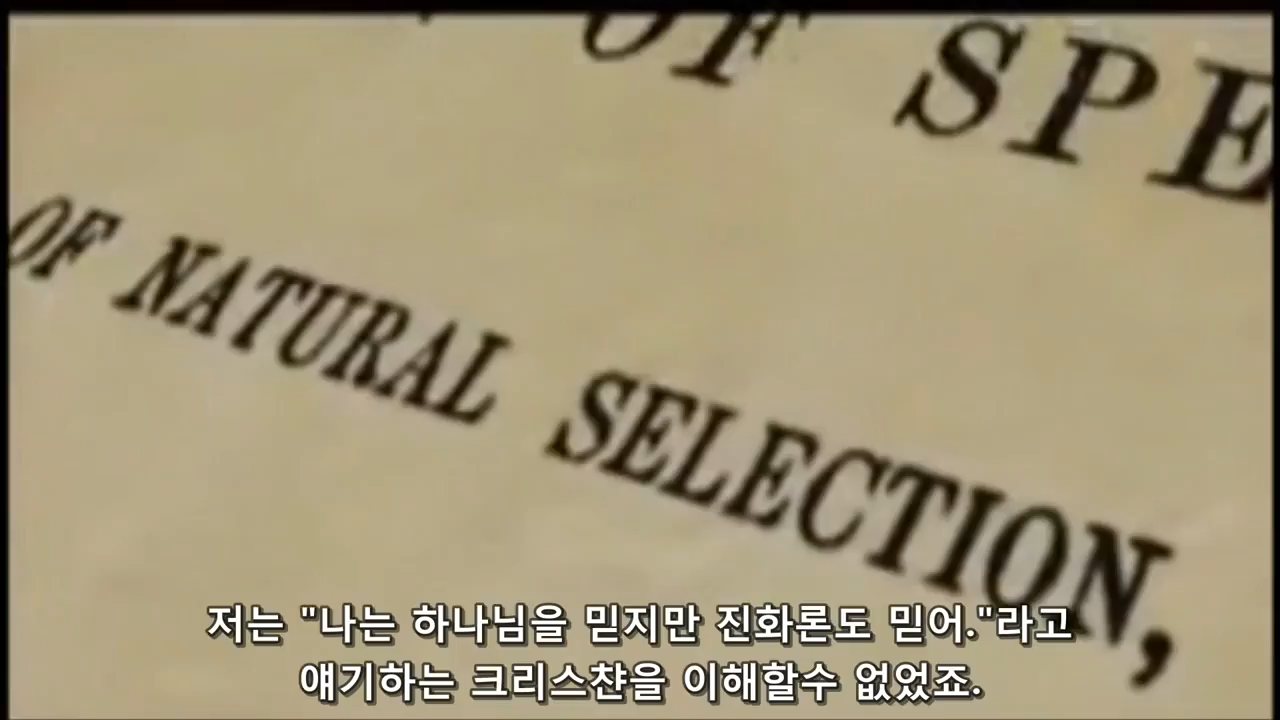 OF SPE
OF NATURAL SELECTION,
저는 "나는 하나님을 믿지만 진화론도 믿어."라고
얘기하는 크리스챤을 이해할수 없었죠.